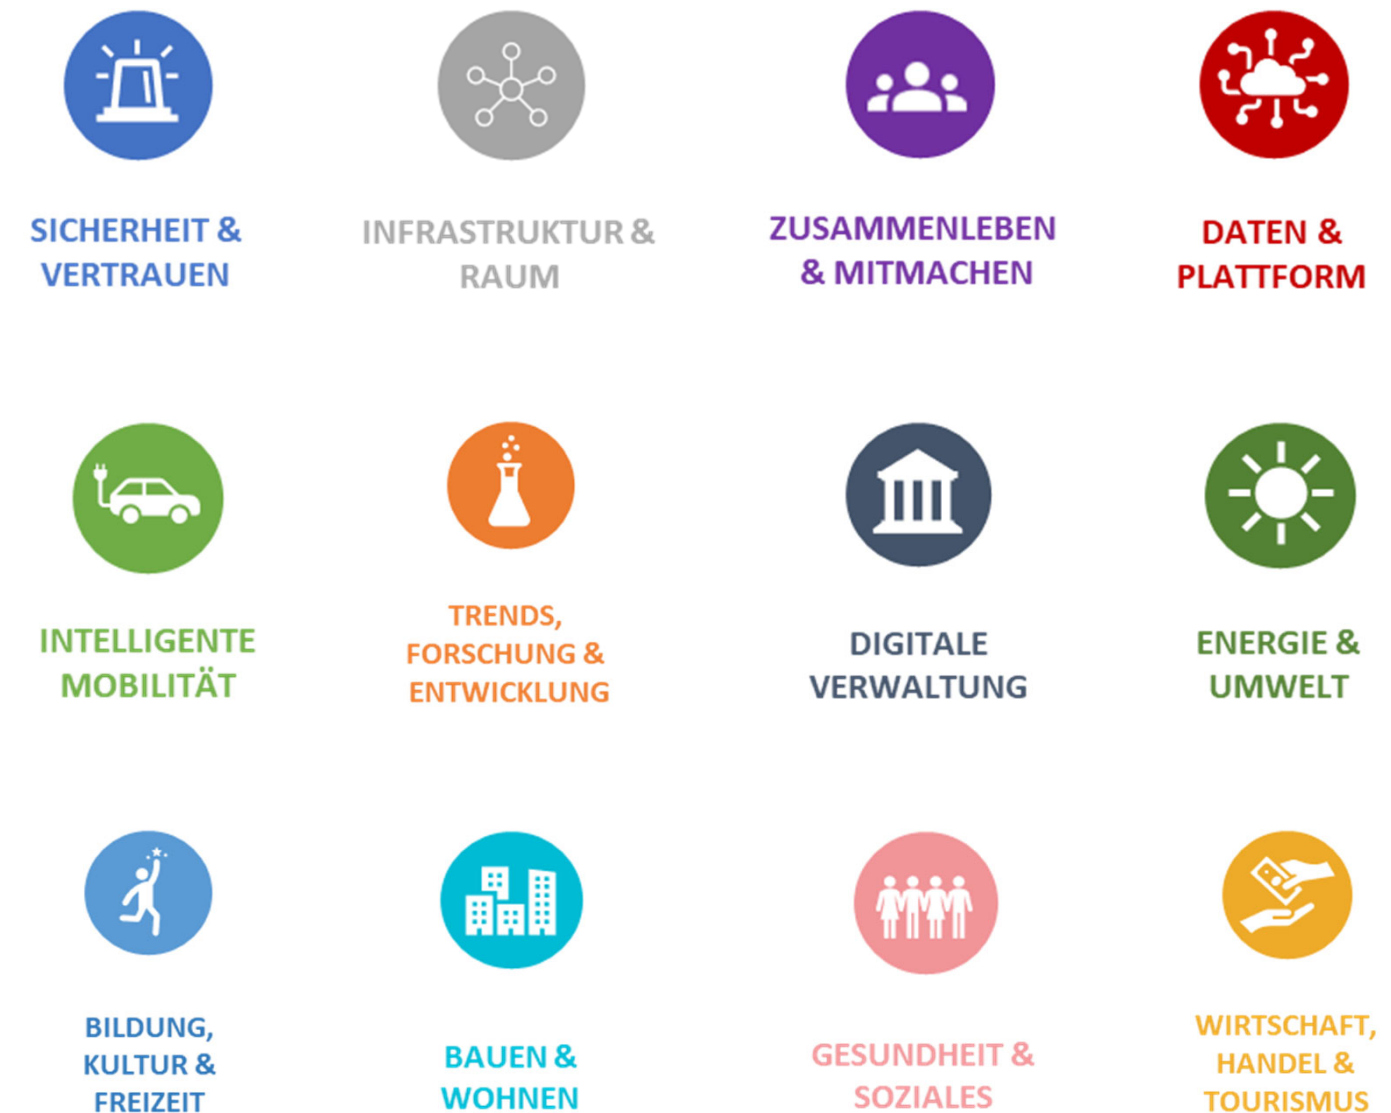 SICHERHEIT &
VERTRAUEN
INFRASTRUKTUR &
RAUM
ZUSAMMENLEBEN
& MITMACHEN
DATEN &
PLATTFORM
INTELLIGENTE
MOBILITÄT
TRENDS,
FORSCHUNG &
ENTWICKLUNG
DIGITALE
VERWALTUNG
ENERGIE &
UMWELT
BILDUNG,
KULTUR &
FREIZEIT
BAUEN &
WOHNEN
GESUNDHEIT &
SOZIALES
WIRTSCHAFT,
HANDEL &
TOURISMUS